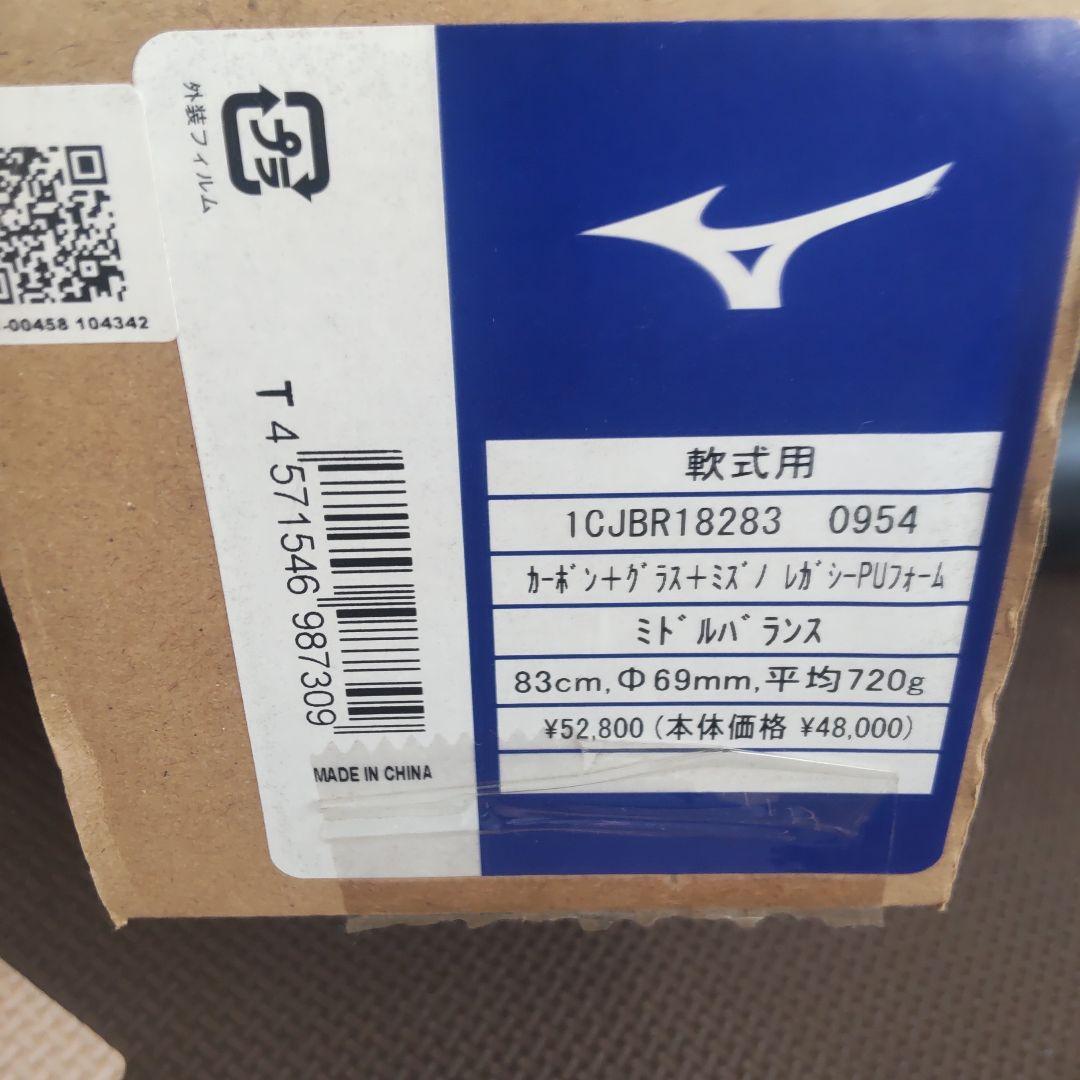 外装フィルム
プラ
-00458 104342
T 4 571546 987309
MADE IN CHINA
軟式用
1CJBR18283 0954
ｶｰﾎﾞﾝ＋ｸﾞﾗｽ＋ﾐｽﾞﾉ ﾚｶﾞｼｰPUﾌｫｰﾑ
ﾐﾄﾞﾙﾊﾞﾗﾝｽ
83cm,Φ69mm,平均720g
¥52,800 (本体価格 ¥48,000)